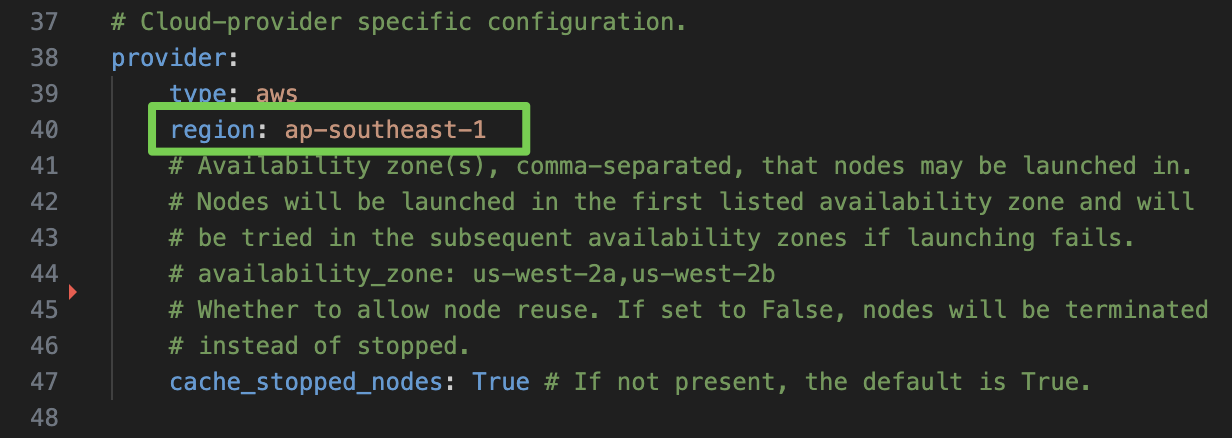 37 # Cloud-provider specific configuration.
38 provider:
39 type: aws
40 region: ap-southeast-1
41 # Availability zone(s), comma-separated, that nodes may be launched in.
42 # Nodes will be launched in the first listed availability zone and will
43 # be tried in the subsequent availability zones if launching fails.
44 # availability_zone: us-west-2a,us-west-2b
45 # Whether to allow node reuse. If set to False, nodes will be terminated
46 # instead of stopped.
47 cache_stopped_nodes: True # If not present, the default is True.
48